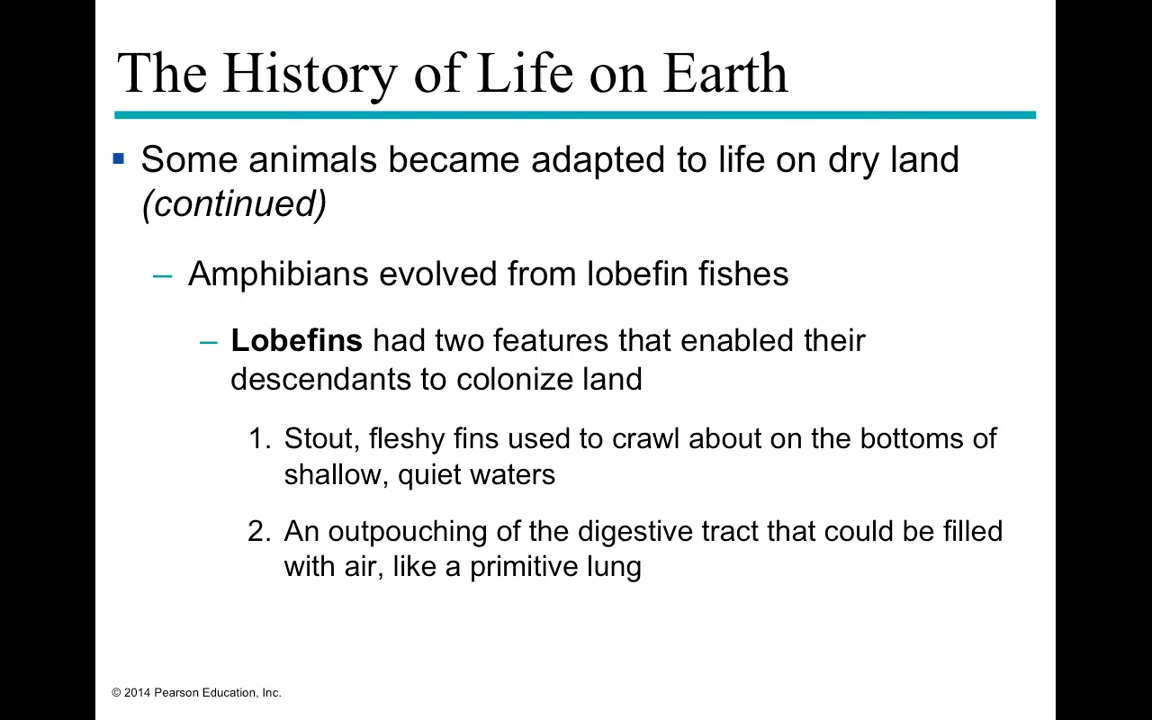 The History of Life on Earth
▪ Some animals became adapted to life on dry land
(continued)
– Amphibians evolved from lobefin fishes
– Lobefins had two features that enabled their
descendants to colonize land
1. Stout, fleshy fins used to crawl about on the bottoms of
shallow, quiet waters
2. An outpouching of the digestive tract that could be filled
with air, like a primitive lung
© 2014 Pearson Education, Inc.